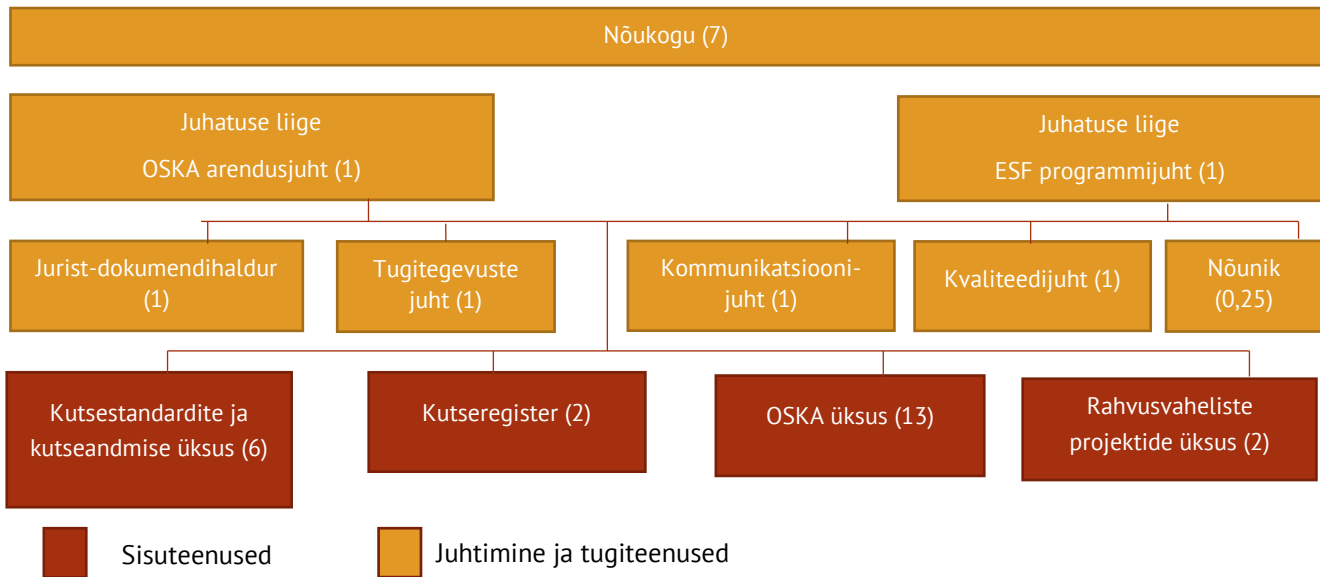 Nõukogu (7)
Juhatuse liige
OSKA arendusjuht (1)
Juhatuse liige
ESF programmijuht (1)
Jurist-dokumendihaldur
(1)
Tugitegevuste
juht (1)
Kommunikatsiooni-
juht (1)
Kvaliteedijuht (1)
Nõunik
(0,25)
Kutsestandardite ja
kutseandmise üksus (6)
Kutseregister (2)
OSKA üksus (13)
Rahvusvaheliste
projektide üksus (2)
Sisuteenused
Juhtimine ja tugiteenused